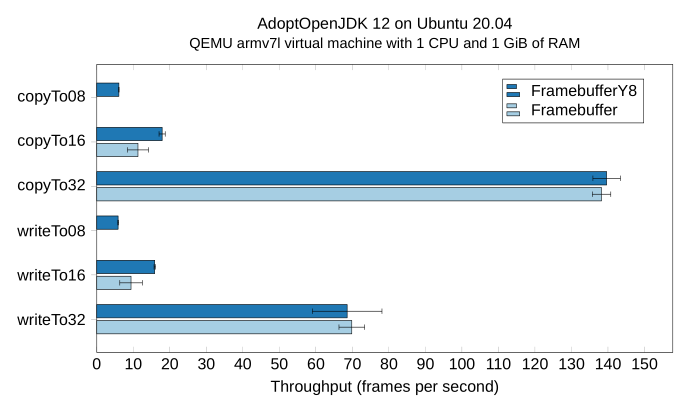 AdoptOpenJDK 12 on Ubuntu 20.04
QEMU armv7l virtual machine with 1 CPU and 1 GiB of RAM
FramebufferY8
Framebuffer
copyTo08
copyTo16
copyTo32
writeTo08
writeTo16
writeTo32
0 10 20 30 40 50 60 70 80 90 100 110 120 130 140 150
Throughput (frames per second)